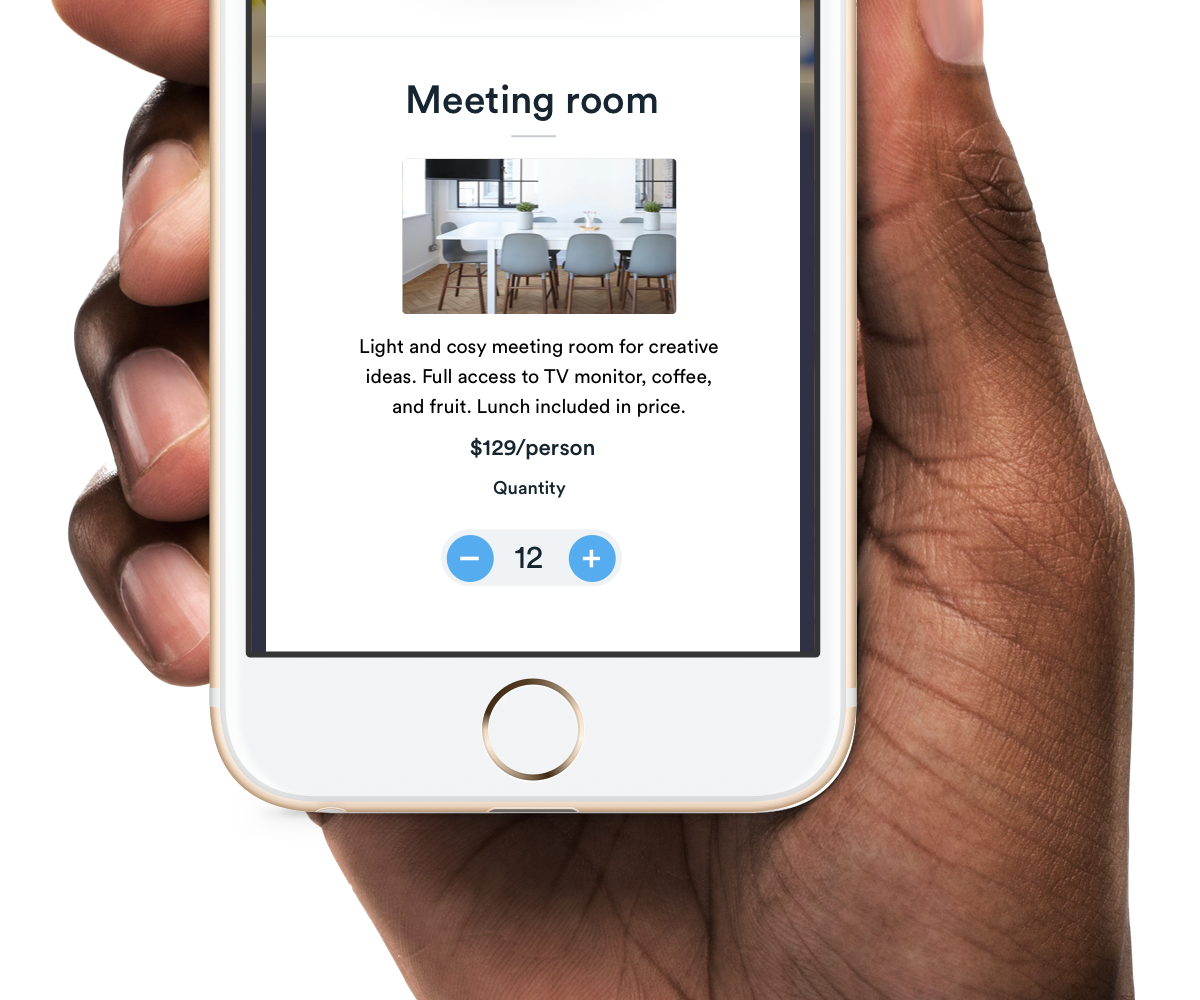 Meeting room
Light and cosy meeting room for creative
ideas. Full access to TV monitor, coffee,
and fruit. Lunch included in price.
$129/person
Quantity
− 12 +